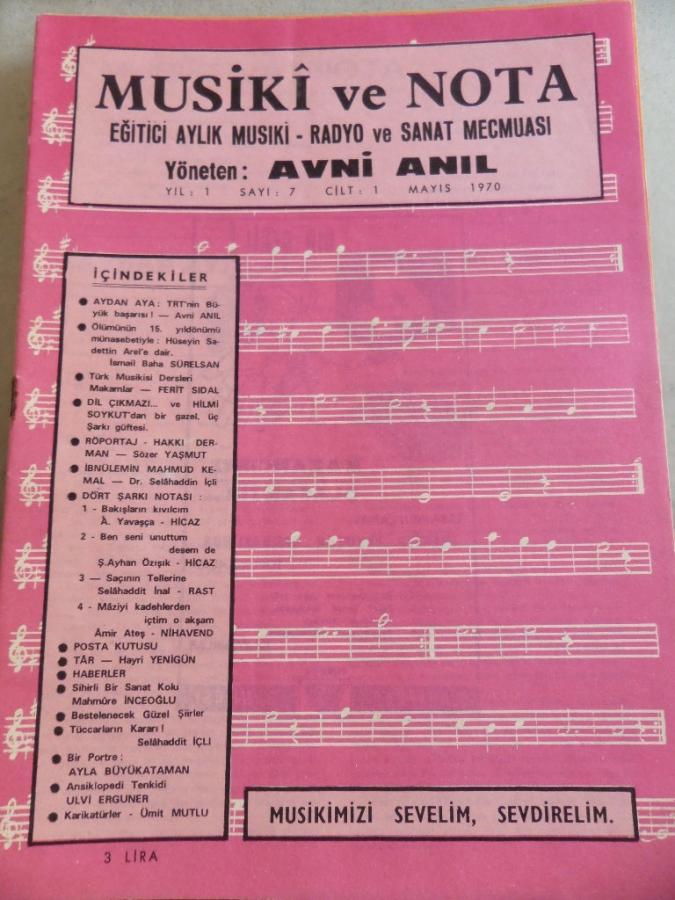 MUSİKÎ ve NOTA
EĞİTİCİ AYLIK MUSIKİ - RADYO ve SANAT MECMUASI
Yöneten: AVNİ ANIL
YIL: 1 SAYI: 7 CİLT: 1 MAYIS 1970
İÇİNDEKİLER
● AYDAN AYA: TRT'nin Bü-
yük başarısı! — Avni ANIL
● Ölümünün 15. yıldönümü
münasebetiyle: Hüseyin Sa-
dettin Arel'e dair.
İsmail Baha SÜRELSAN
● Türk Musikisi Dersleri
Makamlar — FERİT SIDAL
● DİL ÇIKMAZI... ve HİLMİ
SOYKUT'dan bir gazel, üç
Şarkı güftesi.
● RÖPORTAJ - HAKKI DER-
MAN — Sözer YAŞMUT
● İBNÜLEMİN MAHMUD KE-
MAL — Dr. Selâhaddin İçli
● DÖRT ŞARKI NOTASI :
1 - Bakışların kıvılcım
Â. Yavaşça - HİCAZ
2 - Ben seni unuttum
desem de
Ş.Ayhan Özışık - HİCAZ
3 — Saçının Tellerine
Selâhaddit İnal - RAST
4 - Mâziyi kadehlerden
içtim o akşam
Âmir Ateş - NİHAVEND
● POSTA KUTUSU
● TÂR — Hayri YENİGÜN
● HABERLER
● Sihirli Bir Sanat Kolu
Mahmûre İNCEOĞLU
● Bestelenecek Güzel Şiirler
● Tüccarların Kararı!
Selâhaddit İÇLİ
● Bir Portre:
AYLA BÜYÜKATAMAN
● Ansiklopedi Tenkidi
ULVİ ERGUNER
● Karikatürler - Ümit MUTLU
MUSIKIMIZI SEVELİM, SEVDİRELİM.
3 LİRA